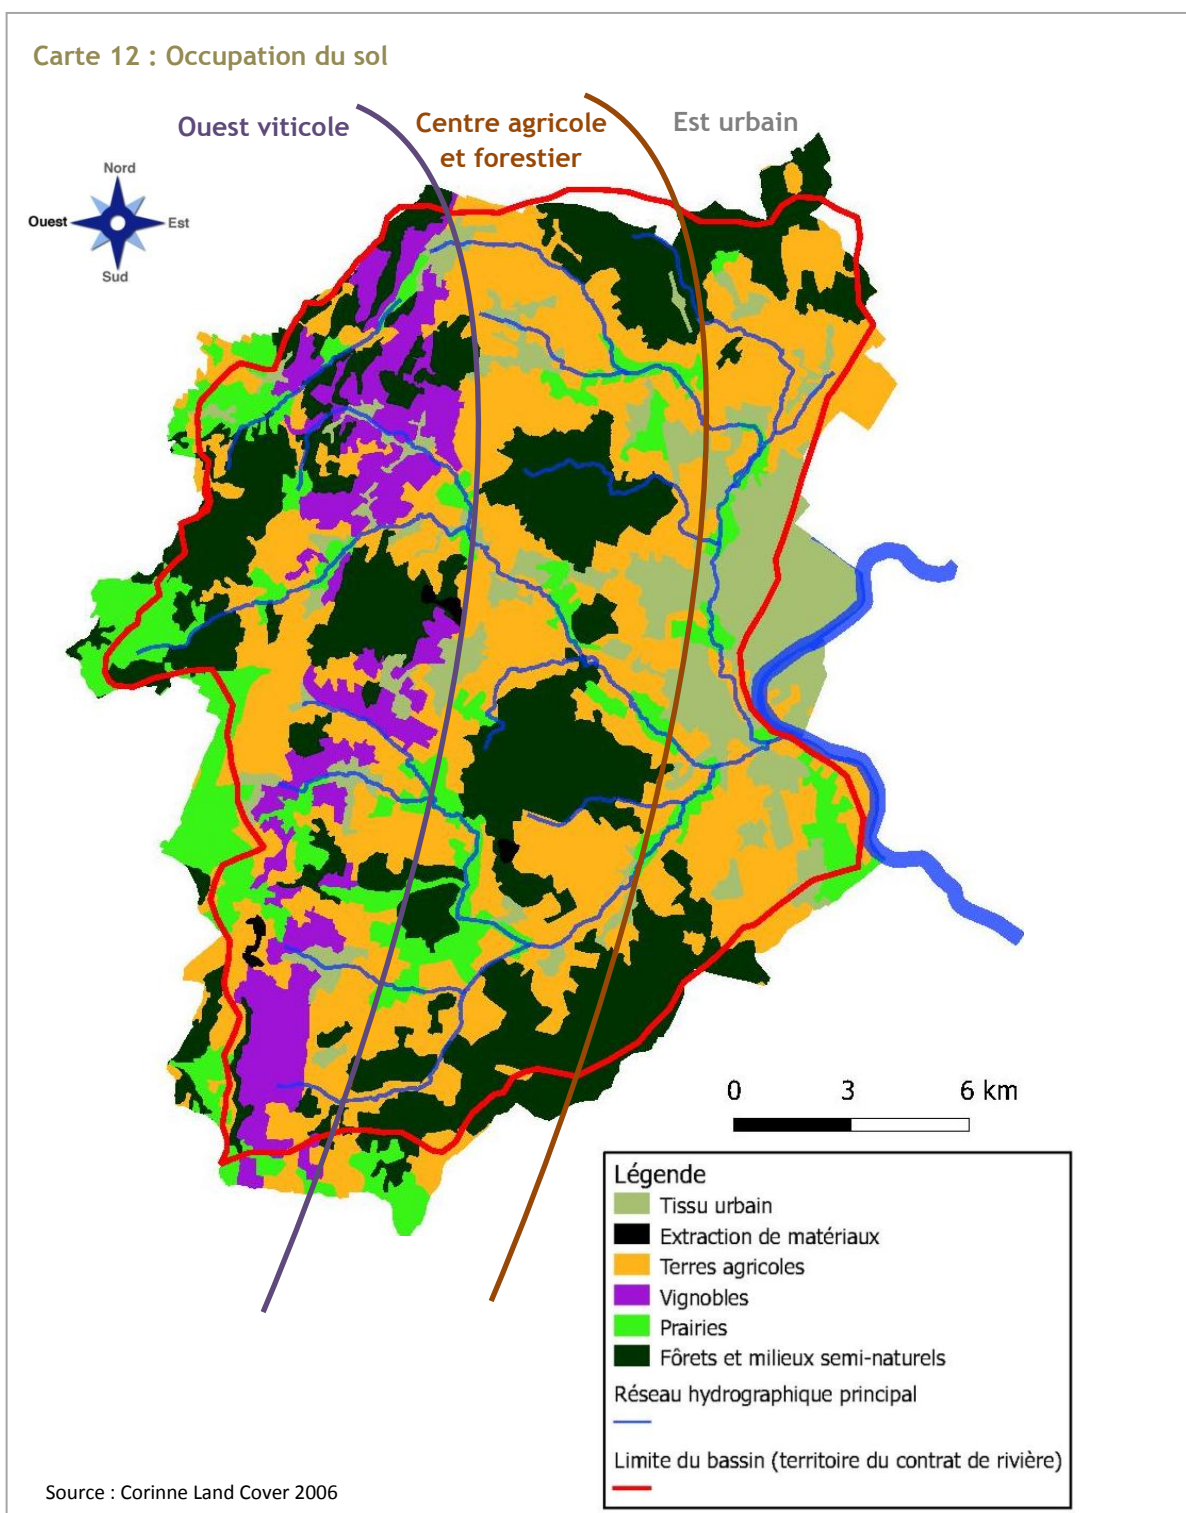 Carte 12 : Occupation du sol
Ouest viticole
Centre agricole
et forestier
Est urbain
Nord
Ouest
Est
Sud
0 3 6 km
Légende
Tissu urbain
Extraction de matériaux
Terres agricoles
Vignobles
Prairies
Fôrets et milieux semi-naturels
Réseau hydrographique principal
Limite du bassin (territoire du contrat de rivière)
Source : Corinne Land Cover 2006